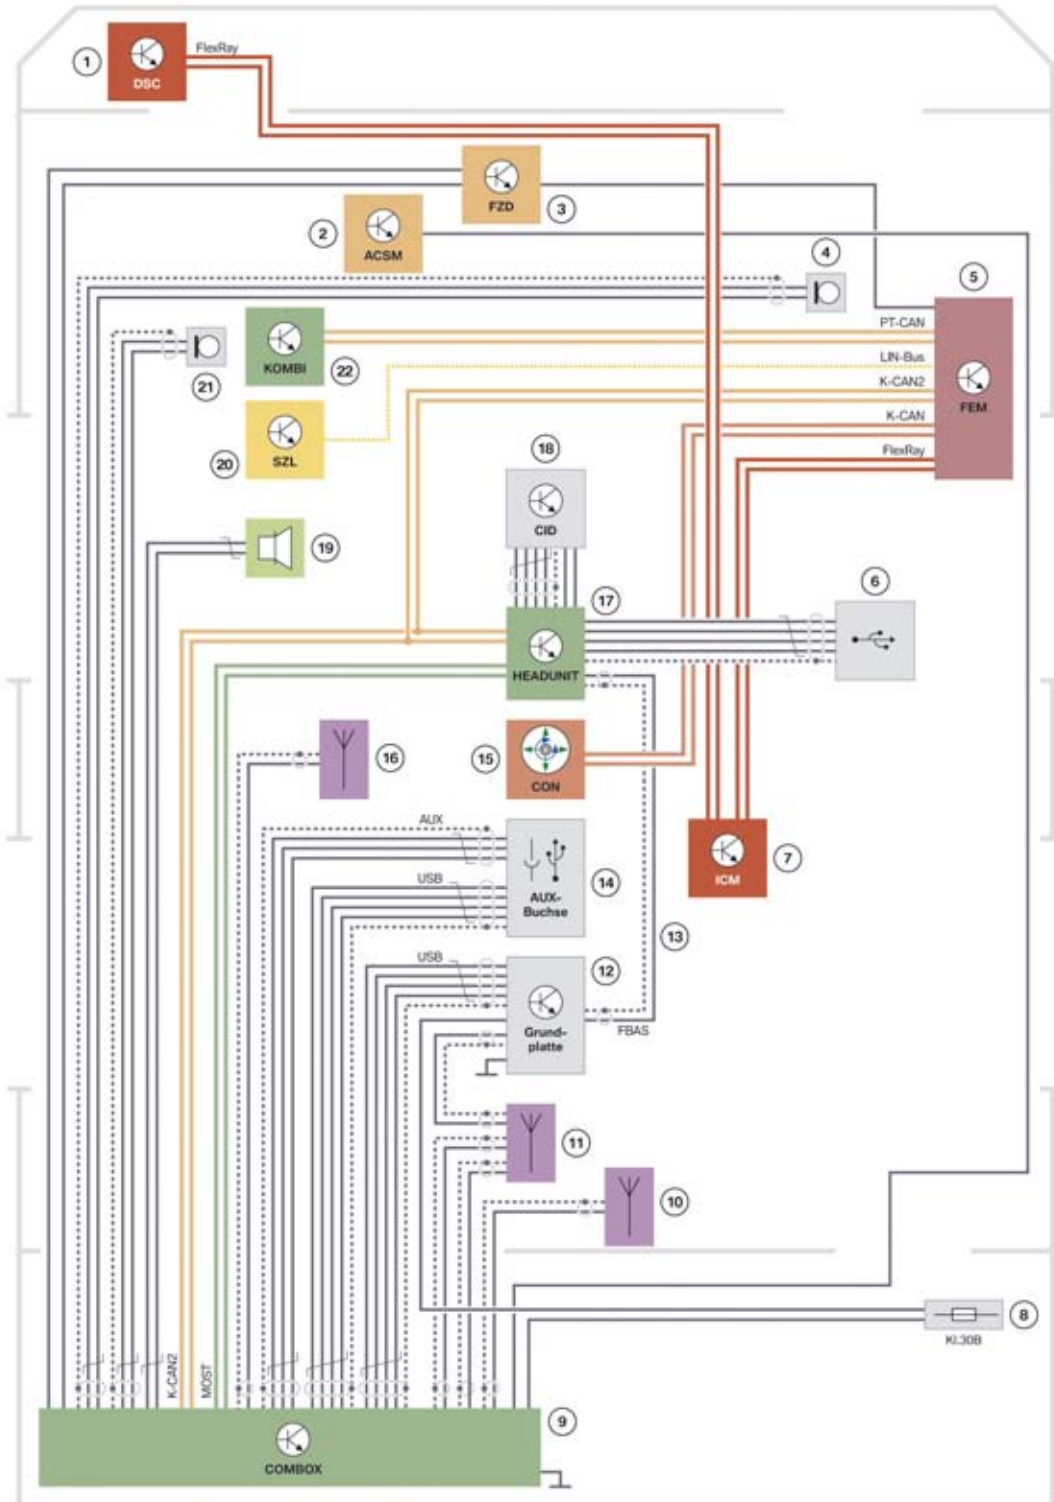 FlexRay
1
DSC
FZD
3
2
ACSM
4
5
PT-CAN
21
KOMBI
22
LIN-Bus
K-CAN2
FEM
K-CAN
18
FlexRay
20
SZL
CID
19
6
17
HEADUNIT
16
15
CON
AUX
7
ICM
USB
14
AUX-
Buchse
13
USB
12
Grund-
platte
FBAS
11
10
8
Kl.30B
K-CAN2
MOST
9
COMBOX